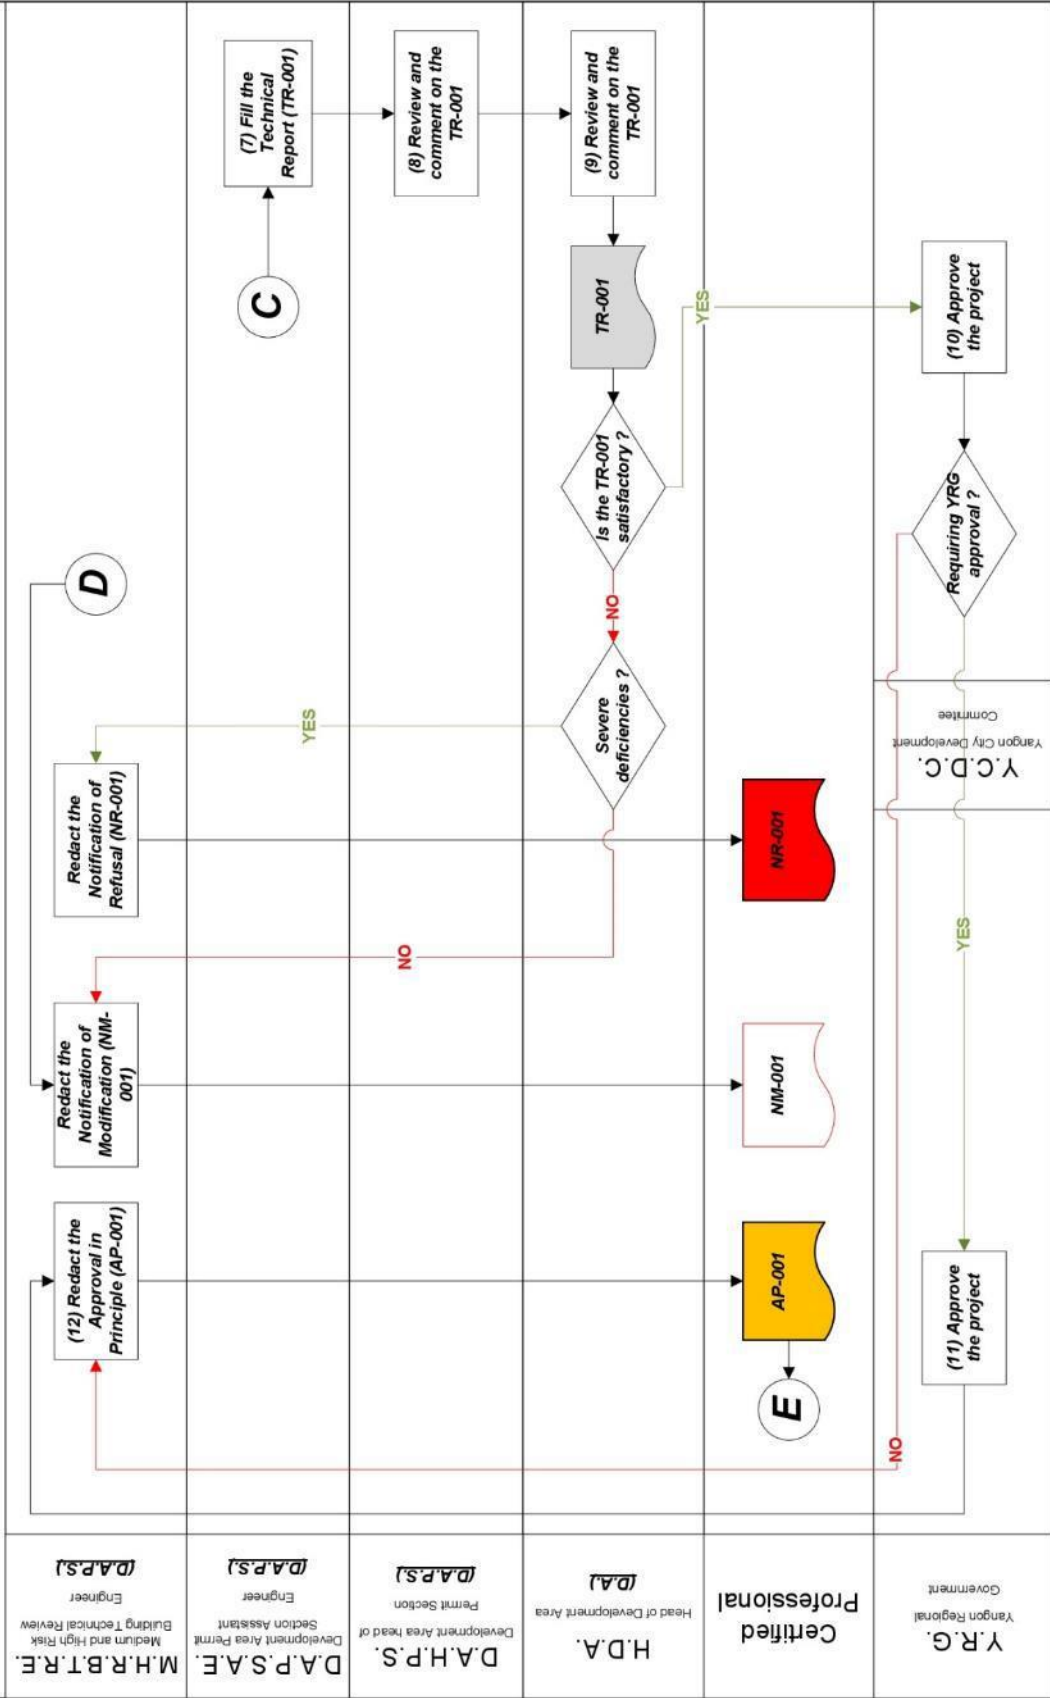 (7) Fill the
Technical
Report (TR-001)
C
(8) Review and
comment on the
TR-001
(9) Review and
comment on the
TR-001
TR-001
Is the TR-001
satisfactory ?
YES
NO
(10) Approve
the project
Requiring YRG
approval ?
D
Severe
deficiencies ?
YES
NO
Redact the
Notification of
Refusal (NR-001)
NR-001
Redact the
Notification of
Modification (NM-
001)
NM-001
(12) Redact the
Approval in
Principle (AP-001)
AP-001
E
YES
(11) Approve
the project
NO
Y.C.D.C.
Yangon City Development
Commitee
M.H.R.B.T.R.E.
Medium and High Risk
Building Technical Review
Engineer
(D.A.P.S.)
D.A.P.S.A.E.
Development Area Permit
Section Assistant
Engineer
(D.A.P.S.)
D.A.H.P.S.
Development Area head of
Permit Section
(D.A.P.S.)
H.D.A.
Head of Development Area
(D.A.)
Certified
Professional
Y.R.G.
Yangon Regional
Government